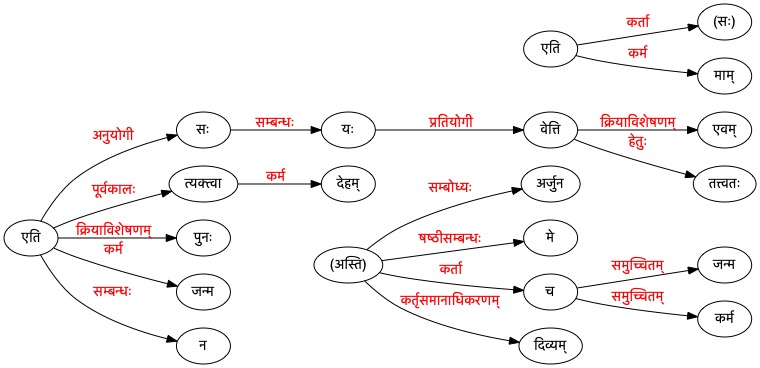 कर्ता
(सः)
एति
कर्म
माम्
अनुयोगी
सः
सम्बन्धः
यः
प्रतियोगी
वेत्ति
क्रियाविशेषणम्
एवम्
हेतुः
तत्त्वतः
पूर्वकालः
त्यक्त्वा
कर्म
देहम्
एति
क्रियाविशेषणम्
पुनः
कर्म
जन्म
सम्बन्धः
न
सम्बोध्यः
अर्जुन
षष्ठीसम्बन्धः
मे
(अस्ति)
कर्ता
च
समुच्चितम्
जन्म
समुच्चितम्
कर्म
कर्तृसमानाधिकरणम्
दिव्यम्